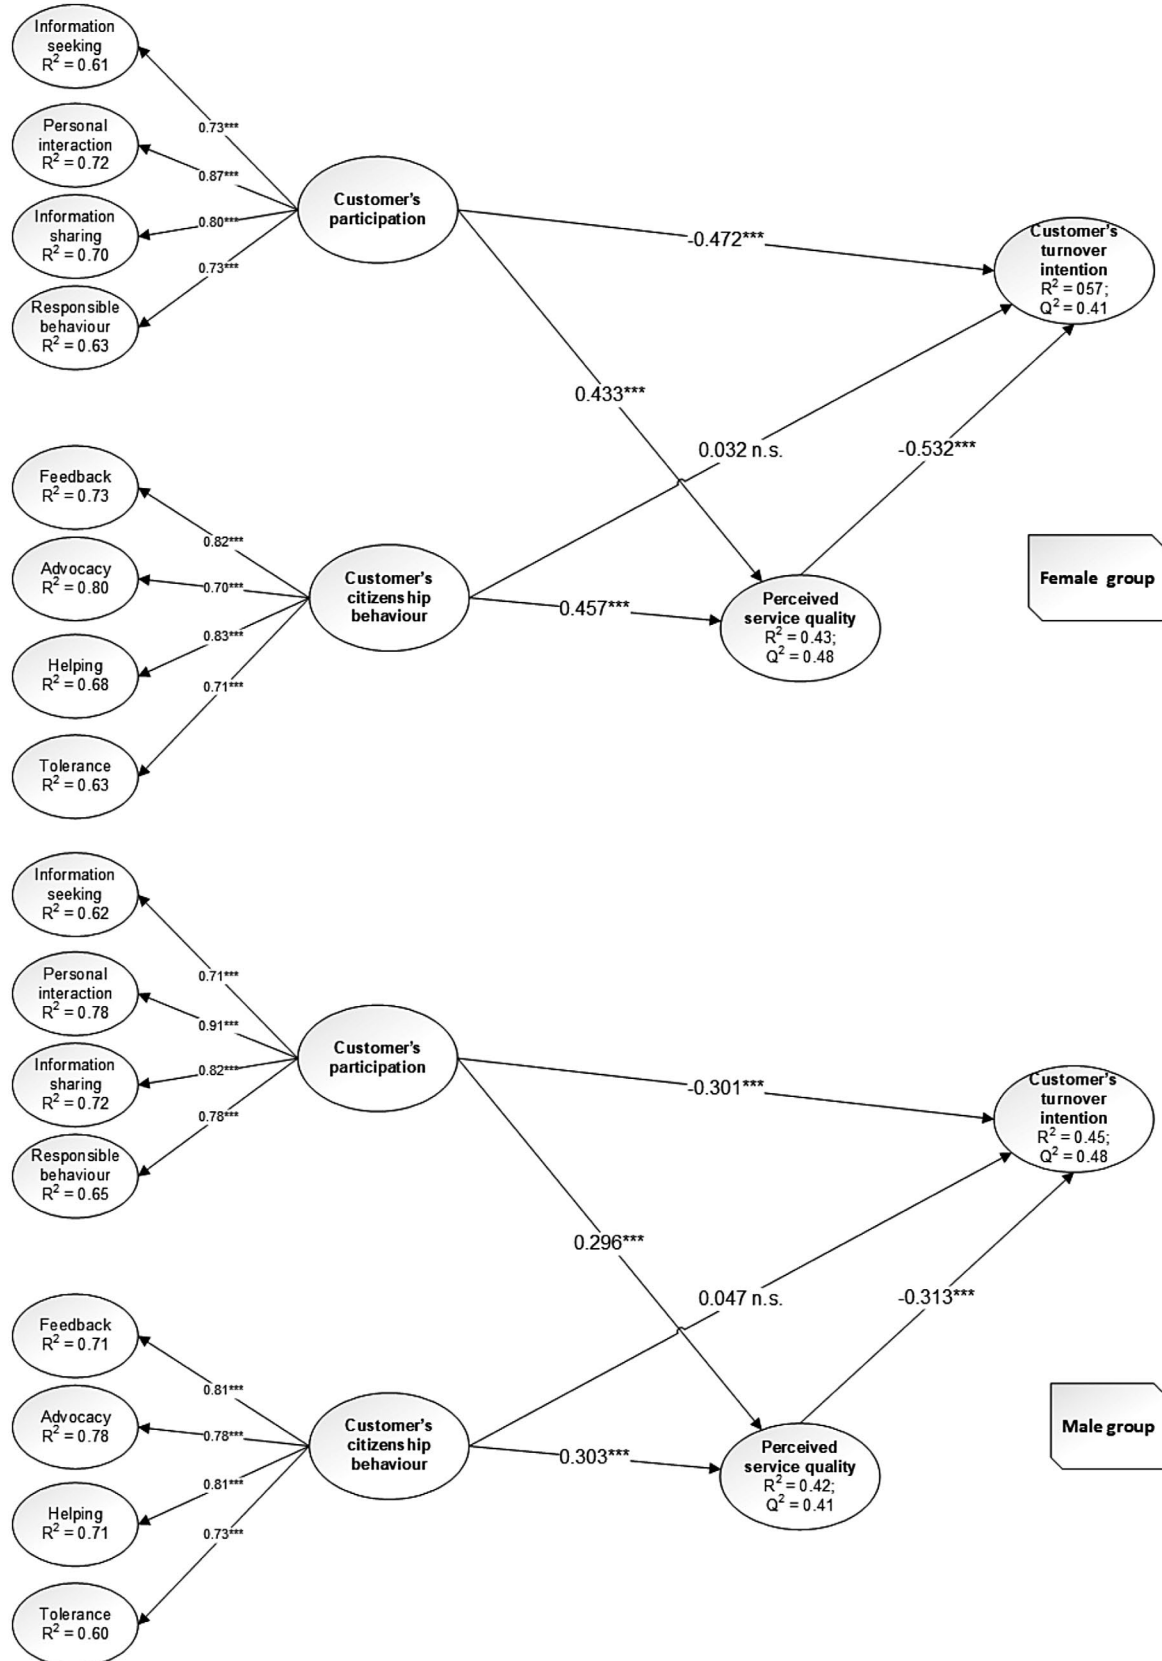 Information
seeking
R² = 0.61
0.73***
Personal
interaction
R² = 0.72
0.87***
Information
sharing
R² = 0.70
0.80***
Responsible
behaviour
R² = 0.63
0.73***
Customer's
participation
-0.472***
Customer's
turnover
intention
R² = 057;
Q² = 0.41
0.433***
0.032 n.s.
-0.532***
Feedback
R² = 0.73
0.82***
Advocacy
R² = 0.80
0.70***
Helping
R² = 0.68
0.83***
Tolerance
R² = 0.63
0.71***
Customer's
citizenship
behaviour
0.457***
Perceived
service quality
R² = 0.43;
Q² = 0.48
Female group
Information
seeking
R² = 0.62
0.71***
Personal
interaction
R² = 0.78
0.91***
Information
sharing
R² = 0.72
0.82***
Responsible
behaviour
R² = 0.65
0.78***
Customer's
participation
-0.301***
Customer's
turnover
intention
R² = 0.45;
Q² = 0.48
0.296***
0.047 n.s.
-0.313***
Feedback
R² = 0.71
0.81***
Advocacy
R² = 0.78
0.78***
Helping
R² = 0.71
0.81***
Tolerance
R² = 0.60
0.73***
Customer's
citizenship
behaviour
0.303***
Perceived
service quality
R² = 0.42;
Q² = 0.41
Male group